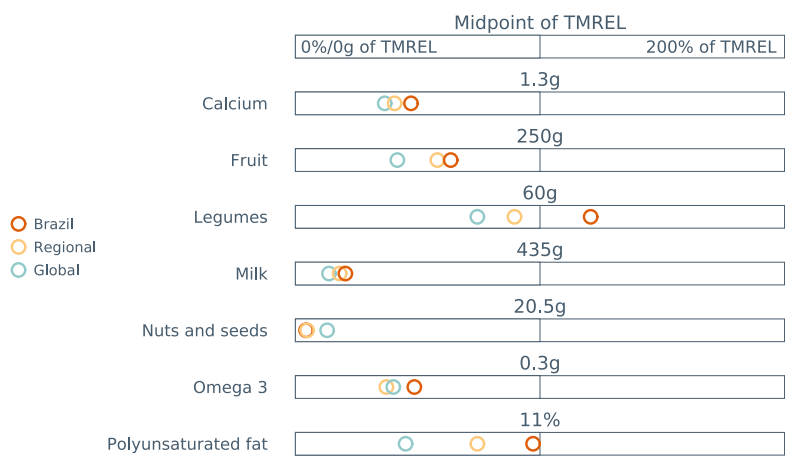 Midpoint of TMREL
0%/0g of TMREL
200% of TMREL
1.3g
Calcium
250g
Fruit
60g
Legumes
435g
Milk
20.5g
Nuts and seeds
0.3g
Omega 3
11%
Polyunsaturated fat
Brazil
Regional
Global